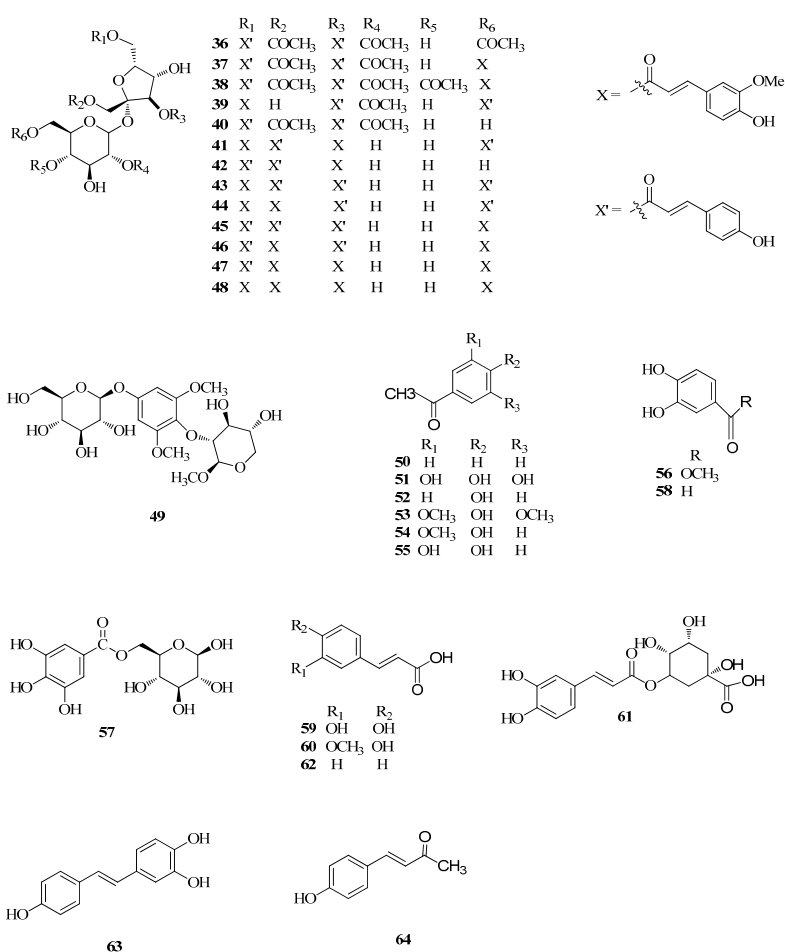 R1 R2 R3 R4 R5 R6
36 X' COCH3 X' COCH3 H COCH3
37 X' COCH3 X' COCH3 H X
38 X' COCH3 X' COCH3 COCH3 X
39 X H X' COCH3 H X'
40 X' COCH3 X' COCH3 H H
41 X X' X H H X'
42 X' X' X H H H
43 X X' X' H H X'
44 X X X' H H X'
45 X' X' X' H H X
46 X' X X' H H X
47 X' X X H H X
48 X X X H H X
R1O
O
OH
R2O
O
OR3
R6O
O
R5O
OR4
OH
X =
O
OMe
OH
X' =
O
OH
HO
O
O
OCH3
HO
OH
OH
OH
OH
OCH3
O
H3CO
O
49
R1
R2
CH3
R3
O
R1 R2 R3
50 H H H
51 OH OH OH
52 H OH H
53 OCH3 OH OCH3
54 OCH3 OH H
55 OH OH H
HO
HO
R
O
R
56 OCH3
58 H
O
HO
O
O
OH
HO
OH
HO
OH
OH
57
R2
R1
OH
O
R1 R2
59 OH OH
60 OCH3 OH
62 H H
OH
HO
O
OH
HO
O
OH
HO
O
61
OH
OH
HO
63
O
CH3
HO
64